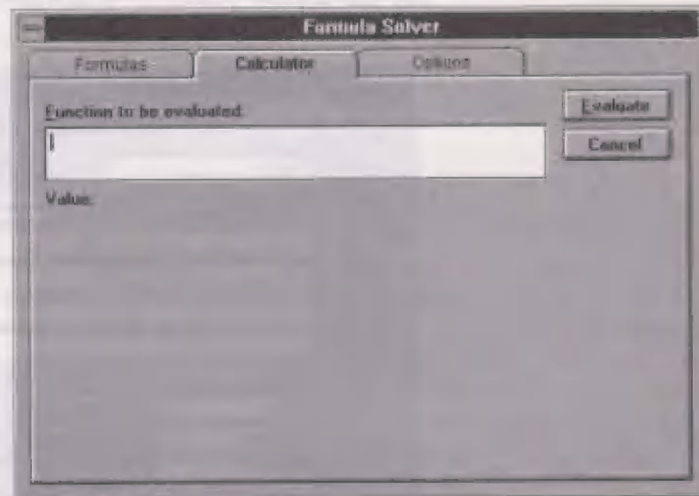 Formula Solver
Formulas Calculator Options
Function to be evaluated:
Evaluate
Cancel
Value: